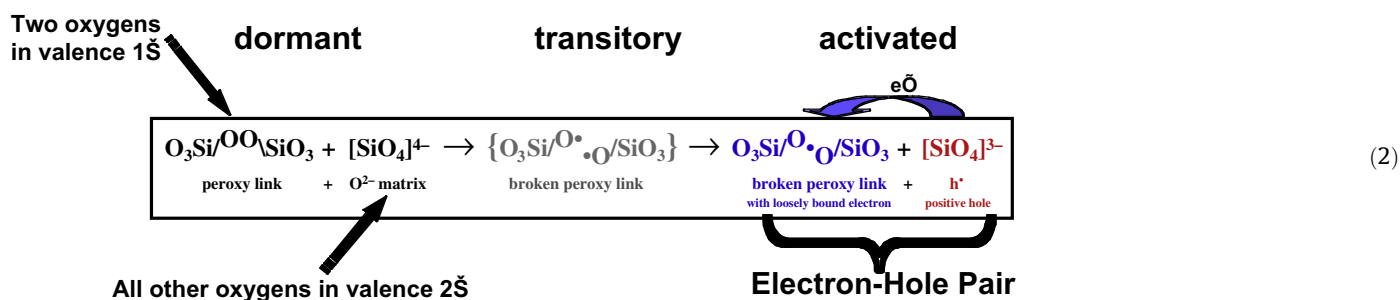 Two oxygens
in valence 1Š
dormant transitory activated
eÕ
O₃Si/ᴼᴼ\SiO₃ + [SiO₄]⁴⁻ → {O₃Si/ᴼ•.•O/SiO₃} → O₃Si/ᴼ•O/SiO₃ + [SiO₄]³⁻
peroxy link + O²⁻ matrix broken peroxy link broken peroxy link + h•
with loosely bound electron positive hole
(2)
All other oxygens in valence 2Š
Electron-Hole Pair